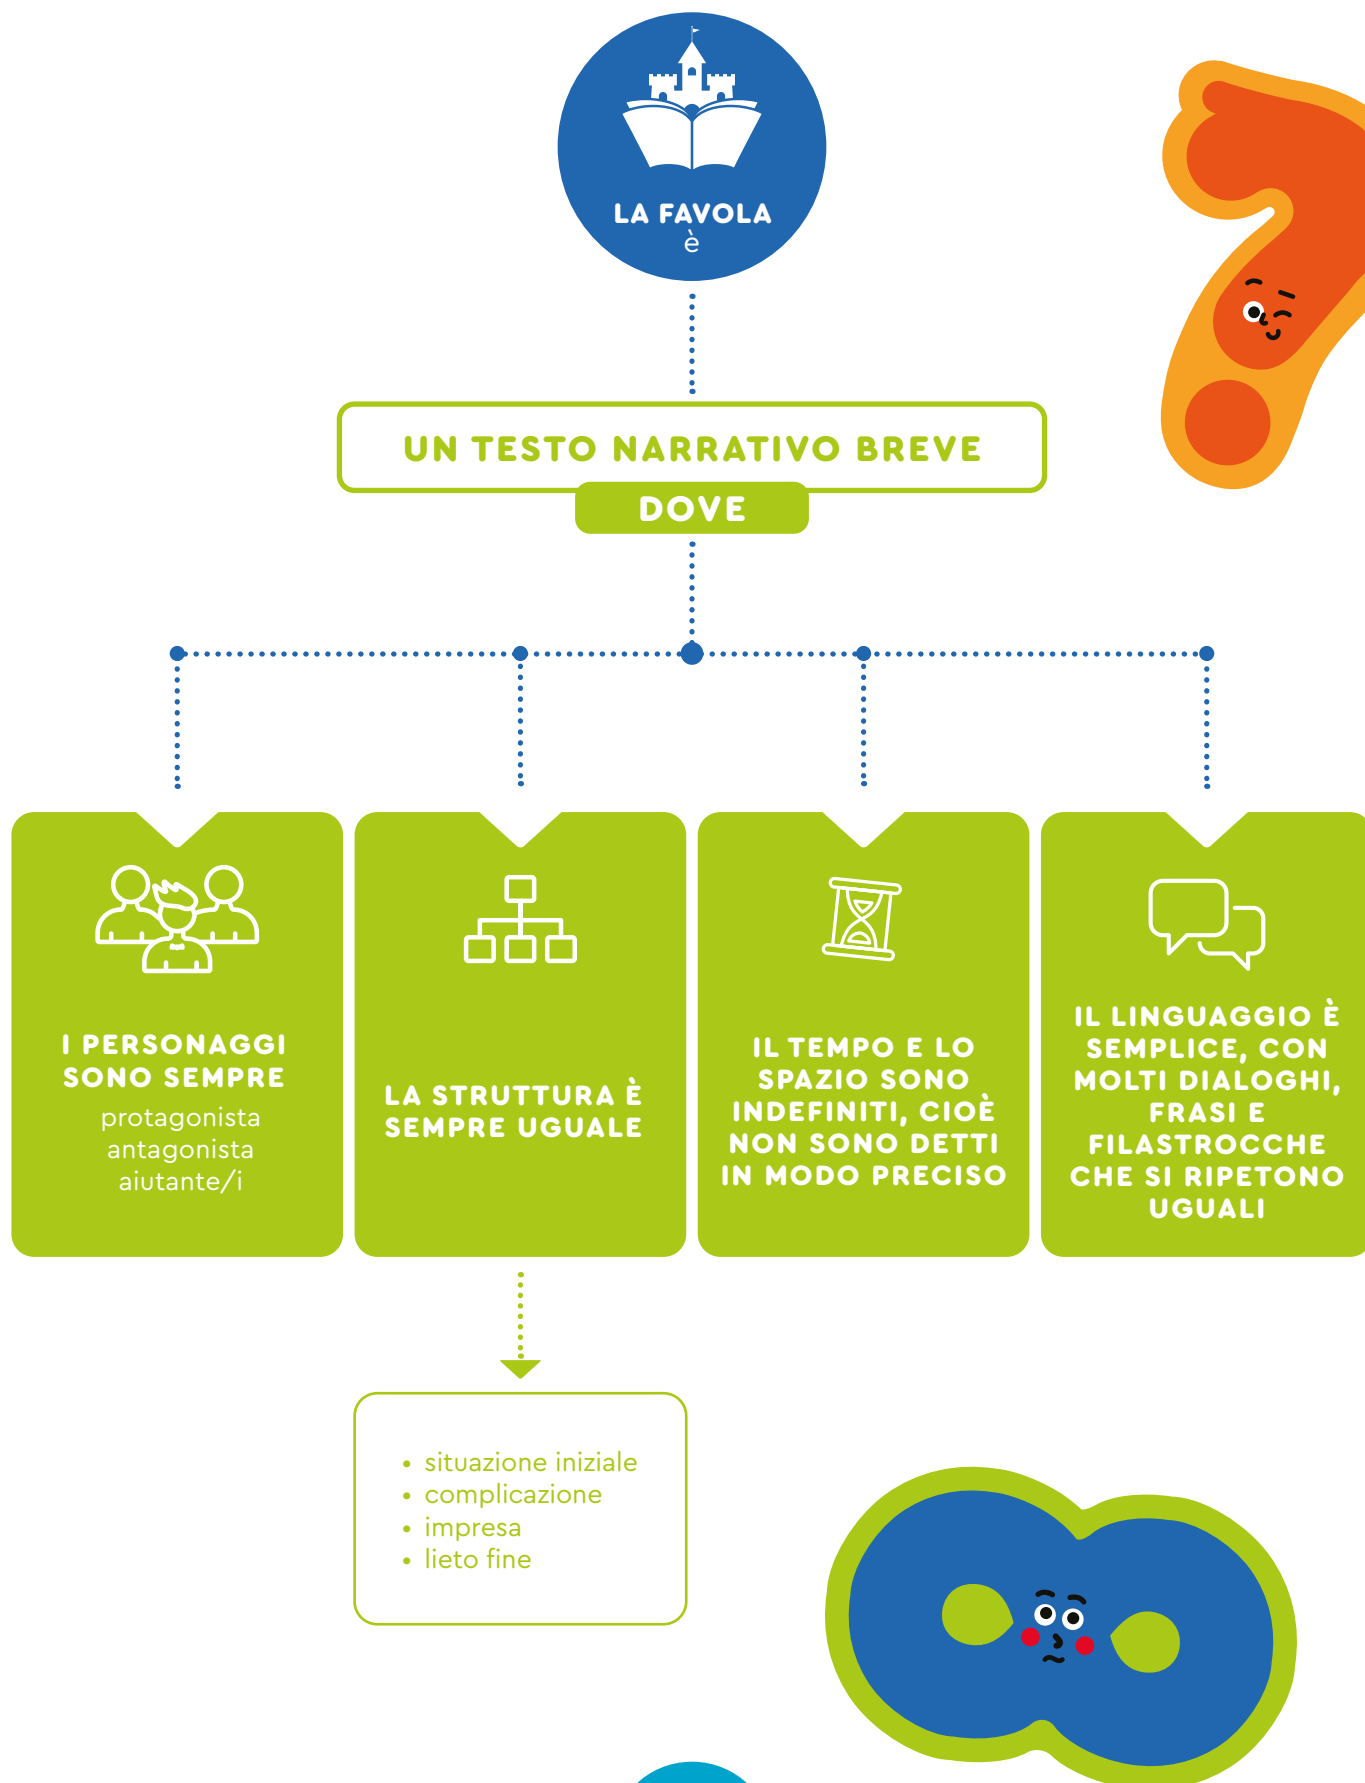 LA FAVOLA
è
UN TESTO NARRATIVO BREVE
DOVE
I PERSONAGGI
SONO SEMPRE
protagonista
antagonista
aiutante/i
LA STRUTTURA È
SEMPRE UGUALE
IL TEMPO E LO
SPAZIO SONO
INDEFINITI, CIOÈ
NON SONO DETTI
IN MODO PRECISO
IL LINGUAGGIO È
SEMPLICE, CON
MOLTI DIALOGHI,
FRASI E
FILASTROCCHE
CHE SI RIPETONO
UGUALI
• situazione iniziale
• complicazione
• impresa
• lieto fine